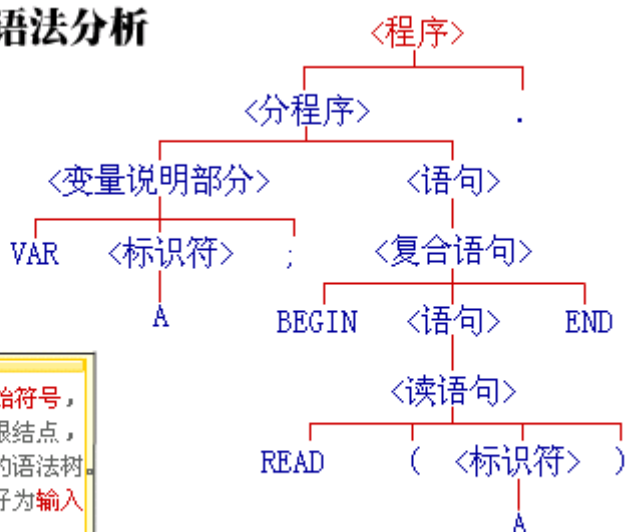 语法分析
<程序>
<分程序> .
<变量说明部分> <语句>
VAR <标识符> ; <复合语句>
A BEGIN <语句> END
<读语句>
始符号，
根结点，
的语法树。
READ ( <标识符> )
子为输入
A